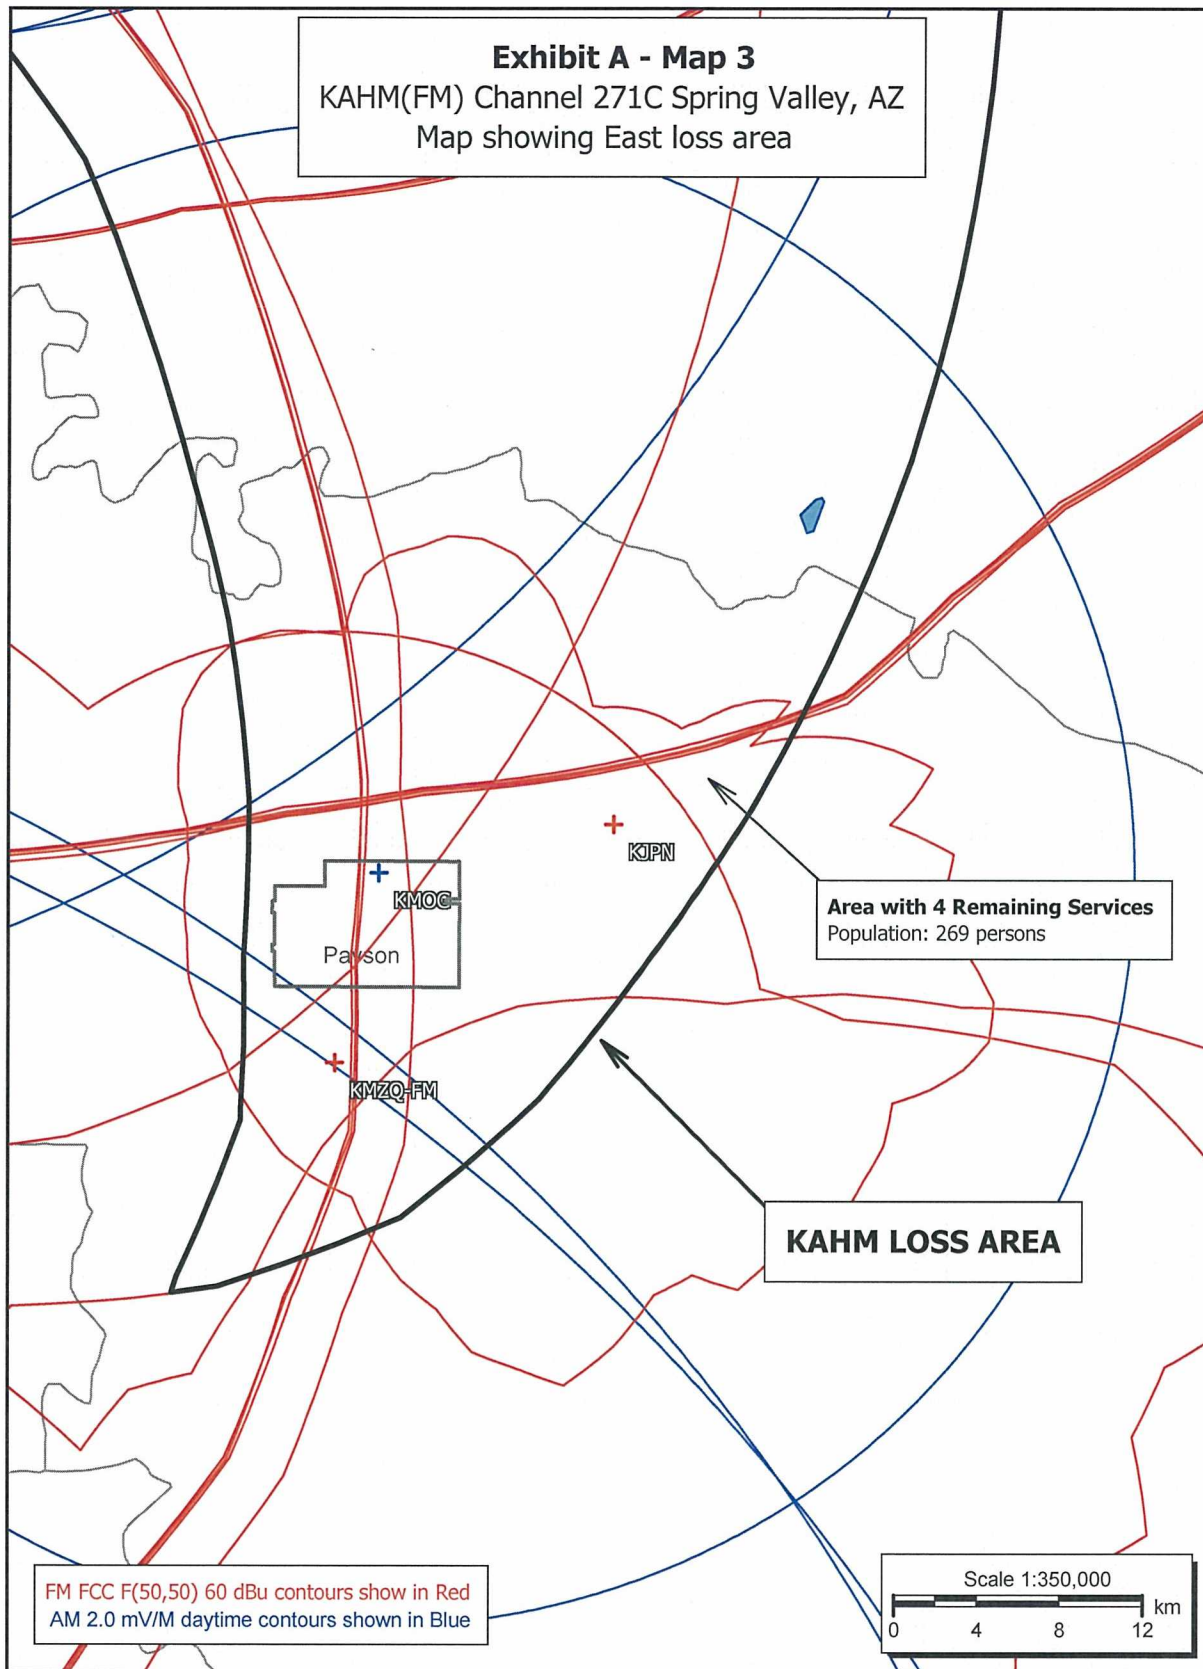 Exhibit A - Map 3
KAHM(FM) Channel 271C Spring Valley, AZ
Map showing East loss area
KJPN
KMOG
Payson
Area with 4 Remaining Services
Population: 269 persons
KMZQ-FM
KAHM LOSS AREA
FM FCC F(50,50) 60 dBu contours show in Red
AM 2.0 mV/M daytime contours shown in Blue
Scale 1:350,000
km
0 4 8 12